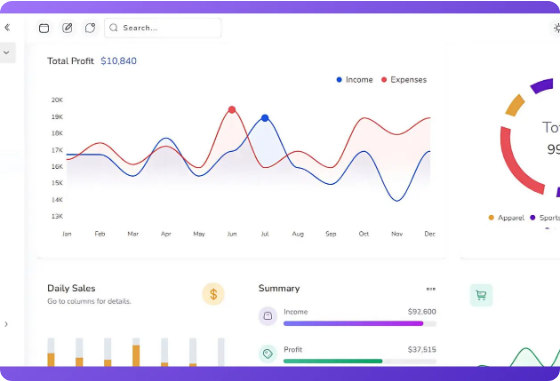 Search...
Total Profit $10,840
Income Expenses
20K
19K
18K
17K
16K
15K
14K
13K
Jan Feb Mar Apr May Jun Jul Aug Sep Oct Nov Dec
Apparel Sports
Daily Sales
Go to columns for details.
Summary
Income $92,600
Profit $37,515